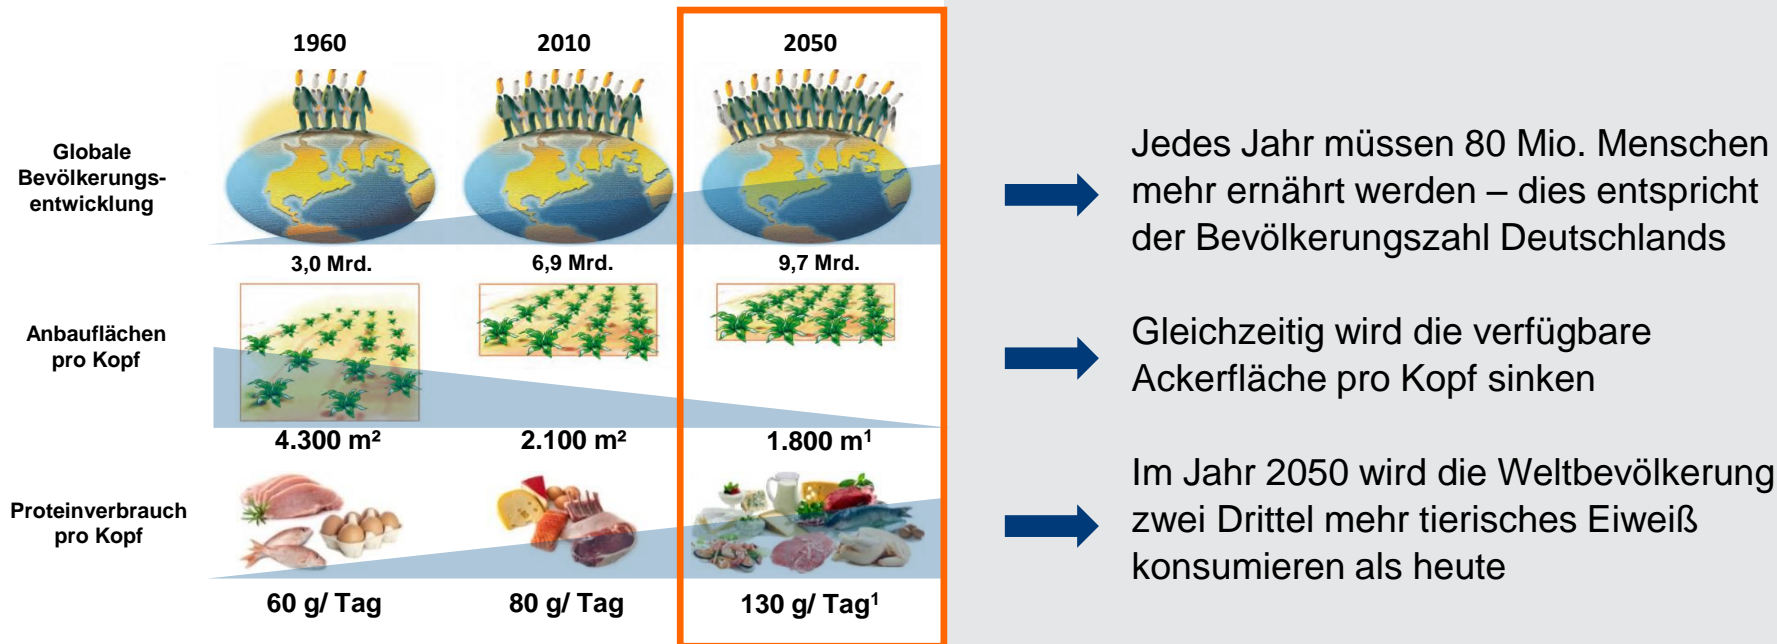 1960
2010
2050
Globale
Bevölkerungs-
entwicklung
3,0 Mrd.
6,9 Mrd.
9,7 Mrd.
Anbauflächen
pro Kopf
4.300 m²
2.100 m²
1.800 m¹
Proteinverbrauch
pro Kopf
60 g/ Tag
80 g/ Tag
130 g/ Tag¹
Jedes Jahr müssen 80 Mio. Menschen
mehr ernährt werden – dies entspricht
der Bevölkerungszahl Deutschlands
Gleichzeitig wird die verfügbare
Ackerfläche pro Kopf sinken
Im Jahr 2050 wird die Weltbevölkerung
zwei Drittel mehr tierisches Eiweiß
konsumieren als heute